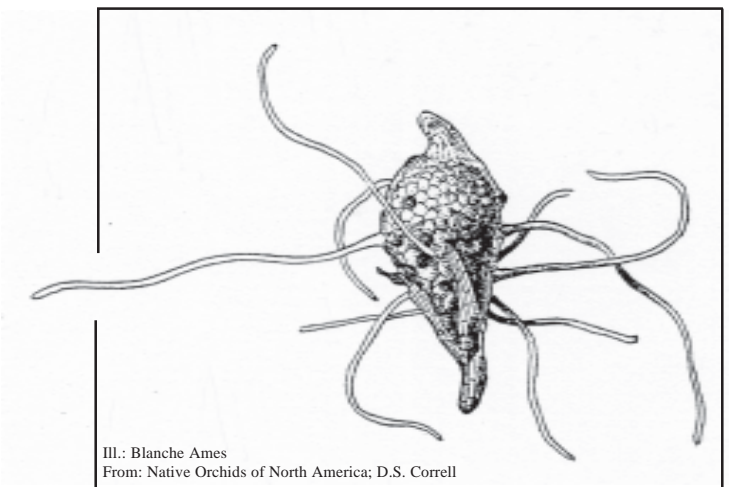 Ill.: Blanche Ames
From: Native Orchids of North America; D.S. Correll